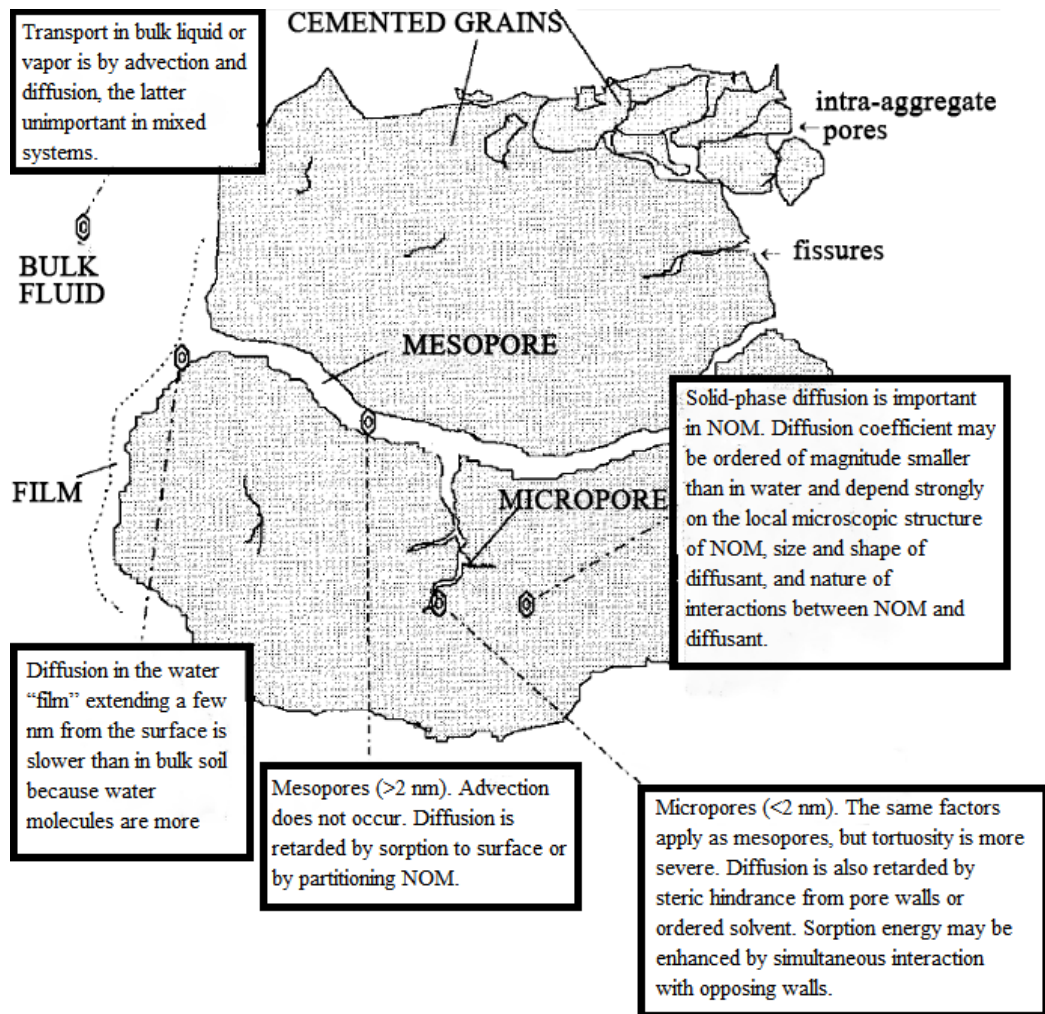 Transport in bulk liquid or
vapor is by advection and
diffusion, the latter
unimportant in mixed
systems.
CEMENTED GRAINS
intra-aggregate
pores
fissures
BULK
FLUID
MESOPORE
Solid-phase diffusion is important
in NOM. Diffusion coefficient may
be ordered of magnitude smaller
than in water and depend strongly
on the local microscopic structure
of NOM, size and shape of
diffusant, and nature of
interactions between NOM and
diffusant.
FILM
MICROPORE
Diffusion in the water
“film” extending a few
nm from the surface is
slower than in bulk soil
because water
molecules are more
Mesopores (>2 nm). Advection
does not occur. Diffusion is
retarded by sorption to surface or
by partitioning NOM.
Micropores (<2 nm). The same factors
apply as mesopores, but tortuosity is more
severe. Diffusion is also retarded by
steric hindrance from pore walls or
ordered solvent. Sorption energy may be
enhanced by simultaneous interaction
with opposing walls.